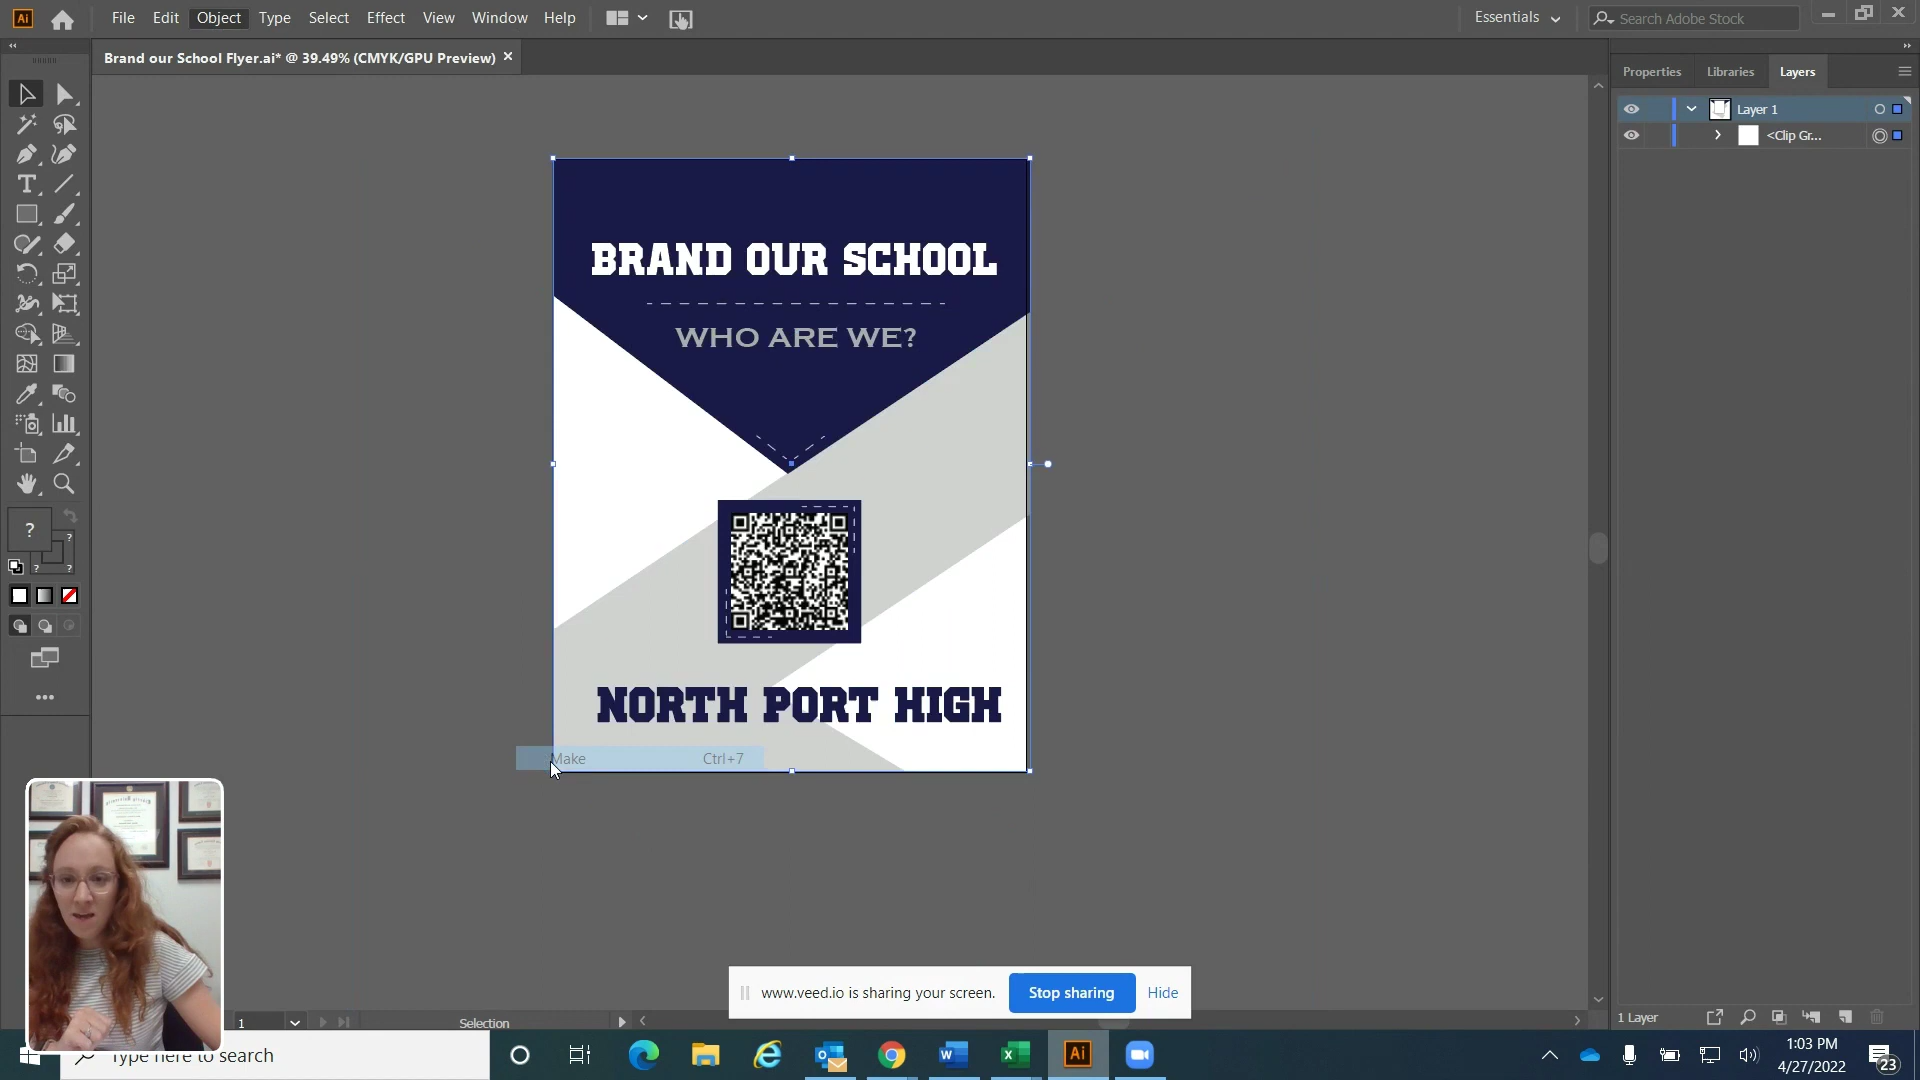 Ai File Edit Object Type Select Effect View Window Help Essentials Search Adobe Stock
Brand our School Flyer.ai* @ 39.49% (CMYK/GPU Preview)
Properties Libraries Layers
Layer 1
<Clip Gr...
BRAND OUR SCHOOL
WHO ARE WE?
NORTH PORT HIGH
Make Ctrl+7
?
?
?
?
www.veed.io is sharing your screen. Stop sharing Hide
1 Selection
1 Layer
Type here to search
Ai
1:03 PM
4/27/2022
23